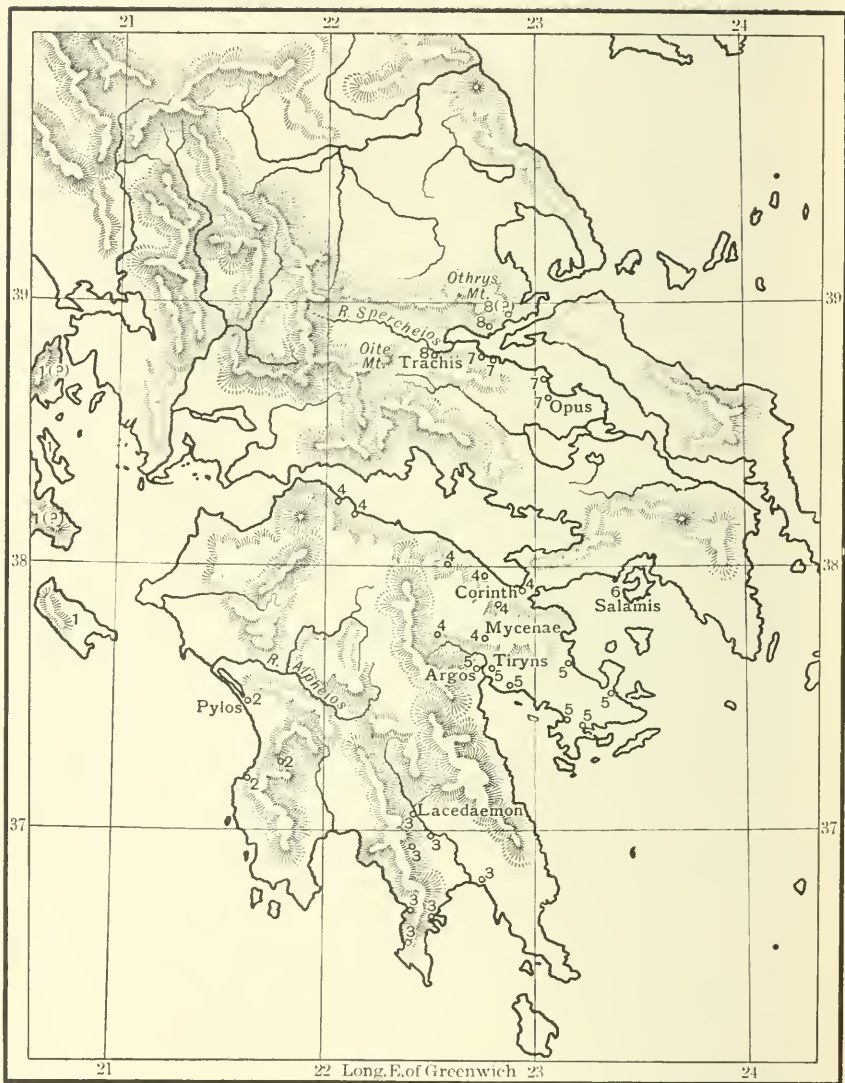 21 22 23 24
39 39
Othrys
Mt.
8(?)
R. Spercheios
8
Oite
Mt.
8
Trachis
7
7
7
7 Opus
1(?)
1
1(?)
38 38
4
4
4
4
4
Corinth
4
6
Salamis
1
4
4
Mycenae
R. Alpheios
5 Tiryns
Argos
5
5
5
5
5
5
Pylos
2
2
2
37 37
Lacedaemon
3
3
3
3
3
3
3
21 22 Long. E. of Greenwich 23 24